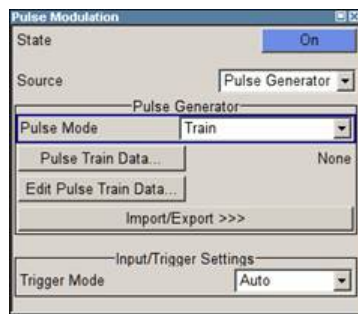 Pulse Modulation
State On
Source Pulse Generator
Pulse Generator
Pulse Mode Train
Pulse Train Data... None
Edit Pulse Train Data...
Import/Export >>>
Input/Trigger Settings
Trigger Mode Auto